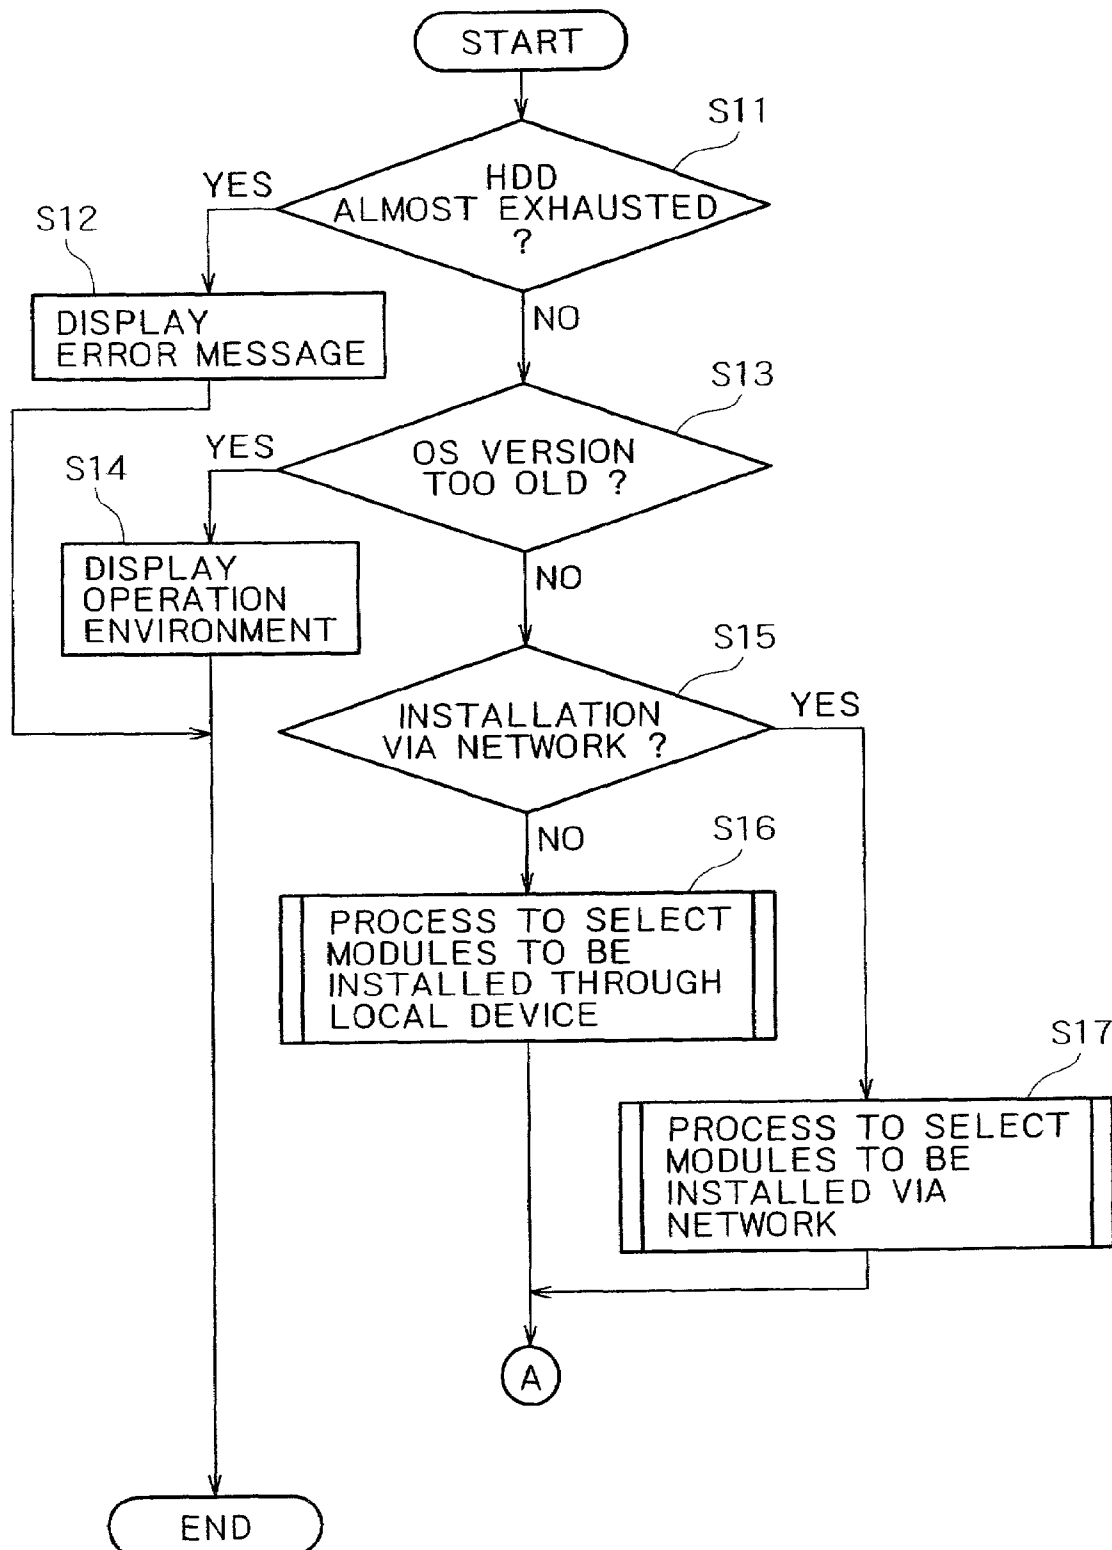 START
S11
HDD
ALMOST EXHAUSTED
?
YES
S12
DISPLAY
ERROR MESSAGE
NO
S13
OS VERSION
TOO OLD ?
YES
S14
DISPLAY
OPERATION
ENVIRONMENT
NO
S15
INSTALLATION
VIA NETWORK ?
YES
NO
S16
PROCESS TO SELECT
MODULES TO BE
INSTALLED THROUGH
LOCAL DEVICE
S17
PROCESS TO SELECT
MODULES TO BE
INSTALLED VIA
NETWORK
A
END